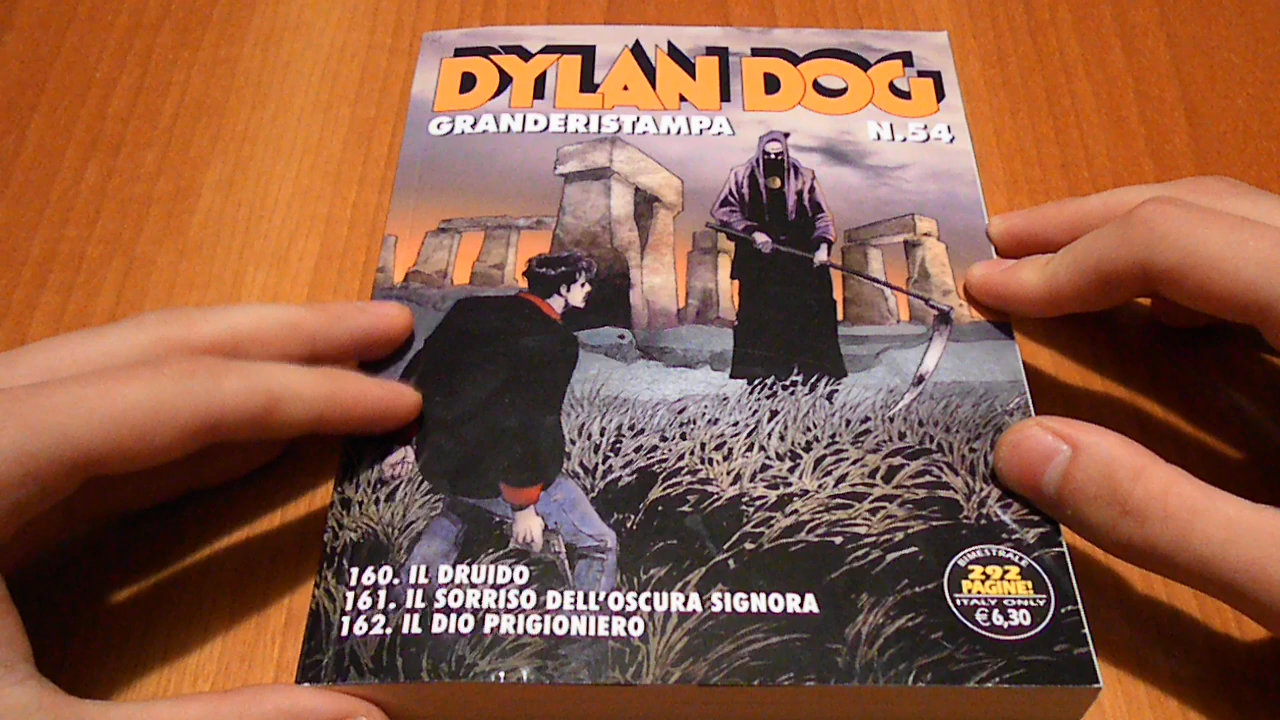 DYLAN DOG
GRANDERISTAMPA
N.54
160. IL DRUIDO
161. IL SORRISO DELL'OSCURA SIGNORA
162. IL DIO PRIGIONIERO
BIMESTRALE
292
PAGINE!
ITALY ONLY
€ 6,30